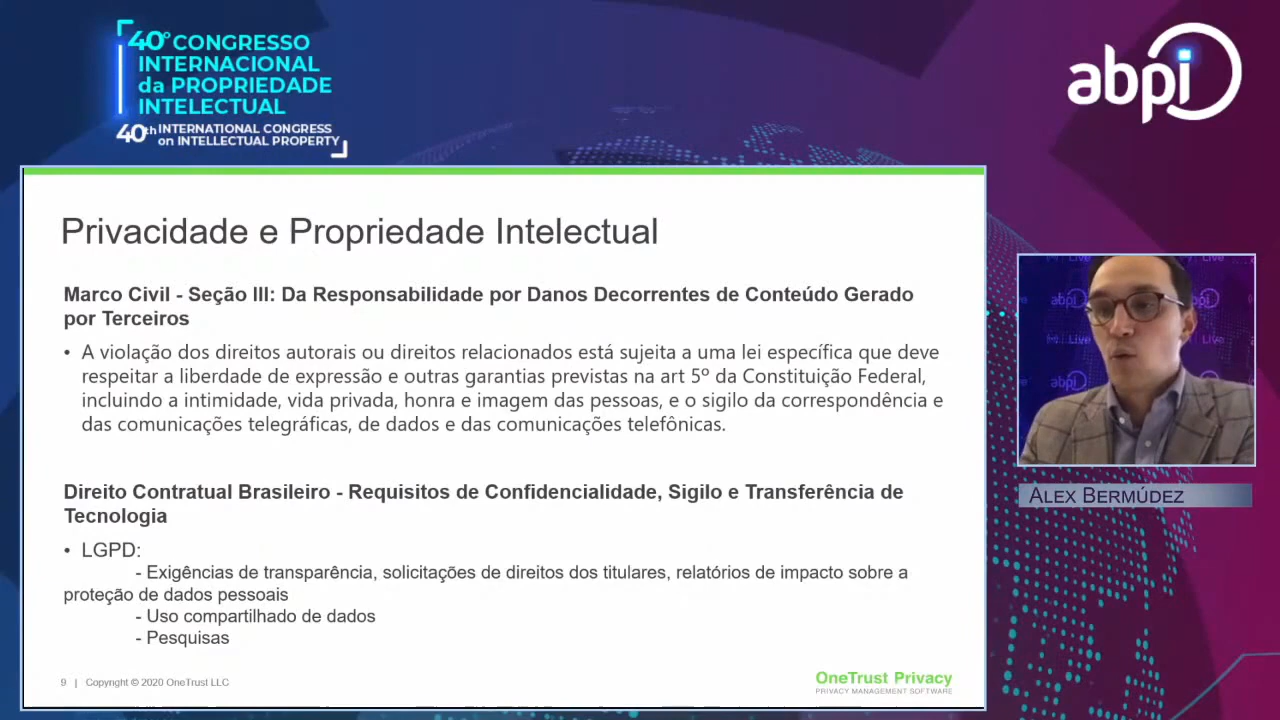 40º CONGRESSO
INTERNACIONAL
da PROPRIEDADE
INTELECTUAL
40th INTERNATIONAL CONGRESS
on INTELLECTUAL PROPERTY
abpi
Privacidade e Propriedade Intelectual
Marco Civil - Seção III: Da Responsabilidade por Danos Decorrentes de Conteúdo Gerado
por Terceiros
• A violação dos direitos autorais ou direitos relacionados está sujeita a uma lei específica que deve
respeitar a liberdade de expressão e outras garantias previstas na art 5º da Constituição Federal,
incluindo a intimidade, vida privada, honra e imagem das pessoas, e o sigilo da correspondência e
das comunicações telegráficas, de dados e das comunicações telefônicas.
Direito Contratual Brasileiro - Requisitos de Confidencialidade, Sigilo e Transferência de
Tecnologia
• LGPD:
- Exigências de transparência, solicitações de direitos dos titulares, relatórios de impacto sobre a
proteção de dados pessoais
- Uso compartilhado de dados
- Pesquisas
9 | Copyright © 2020 OneTrust LLC
OneTrust Privacy
PRIVACY MANAGEMENT SOFTWARE
abpi
abpi
Live
abpi
ALEX BERMÚDEZ